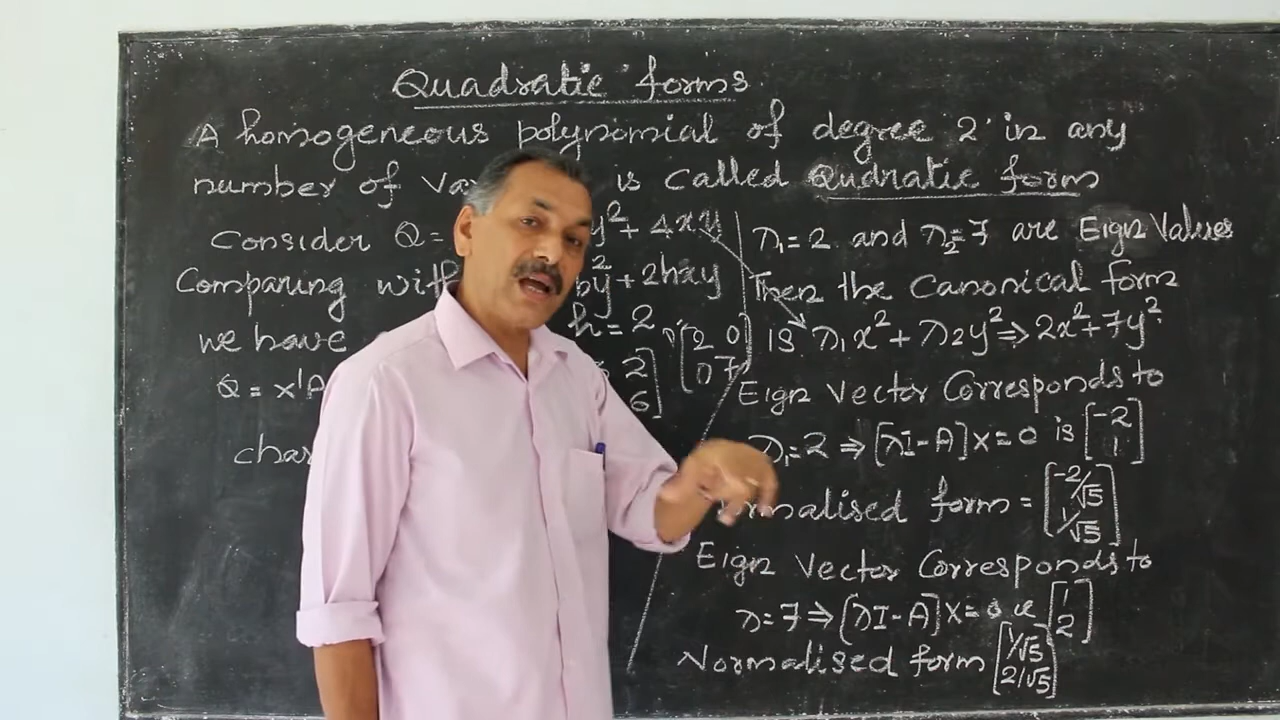 Quadratic forms
A homogeneous polynomial of degree '2' in any
number of is called Qudratic form
Consider Q= y²+4xy
Comparing with by²+2hxy
we have h=2
Q=x'A 2] [2 0
6] 0 7]
λ₁=2 and λ₂=7 are Eign Values
Then the Canonical form
is λ₁x²+λ2y²⇒2x²+7y²
Eign Vector Corresponds to
λ₁=2⇒[λI-A]X=0 is [-2
1]
form = [-2/√5
1/√5]
Eign Vector Corresponds to
λ=7⇒[λI-A]X=0 is [1
2]
Normalised form [1/√5
2/√5]